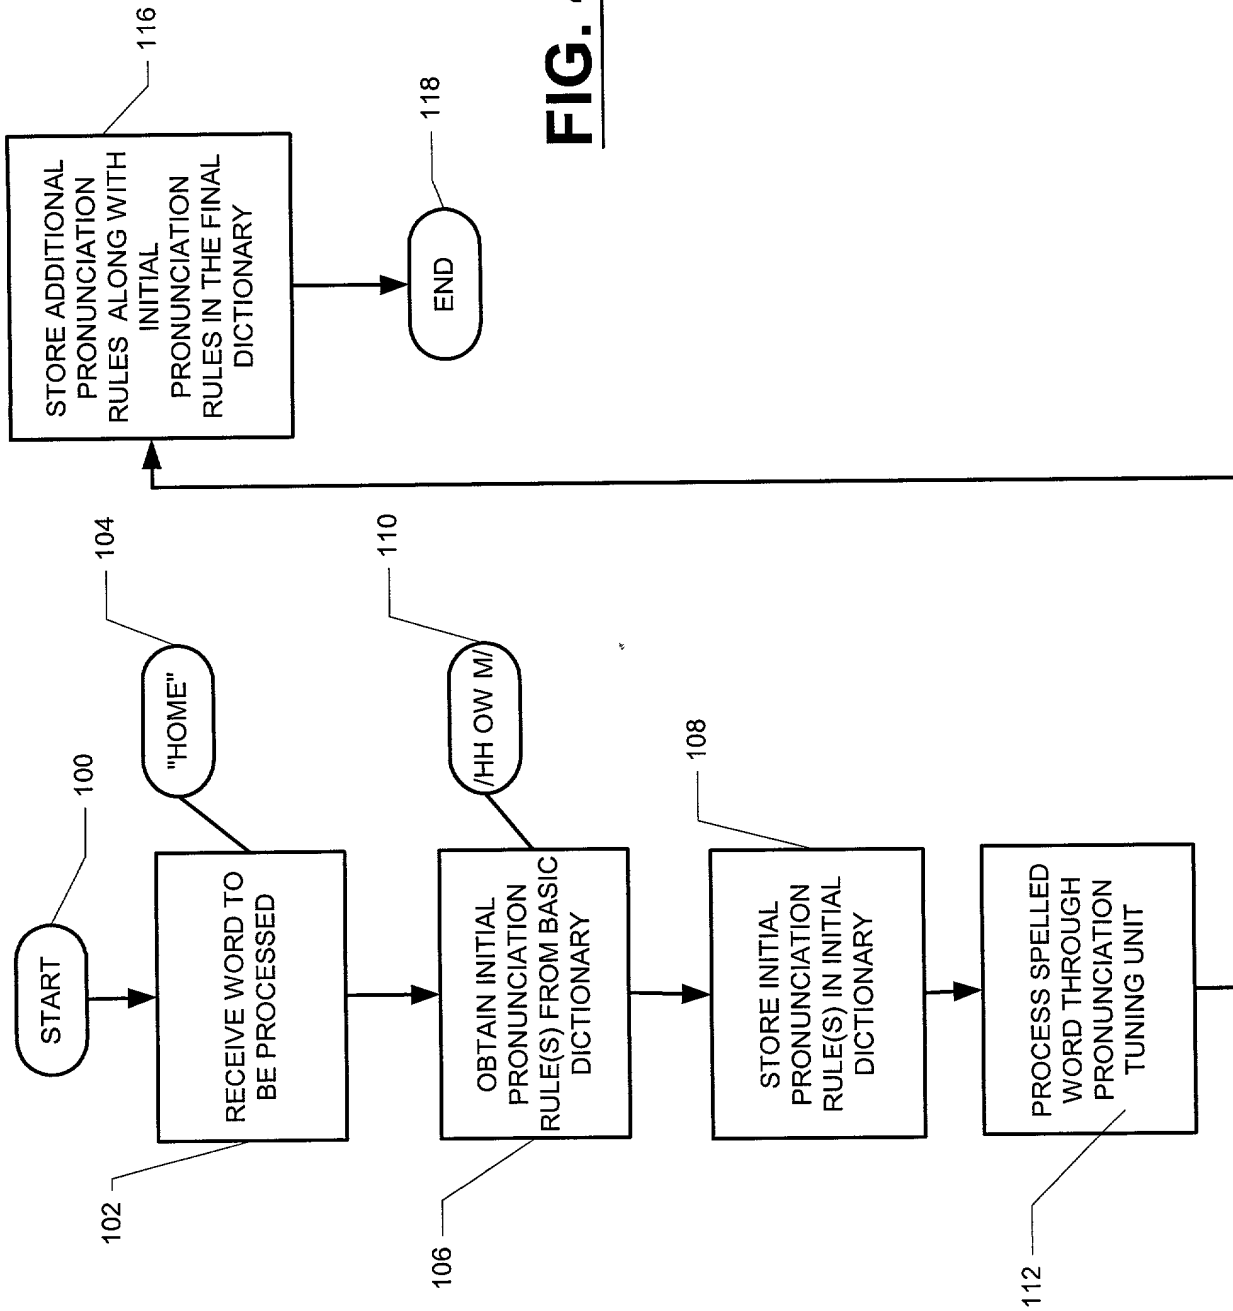 START
100
RECEIVE WORD TO
BE PROCESSED
102
"HOME"
104
OBTAIN INITIAL
PRONUNCIATION
RULE(S) FROM BASIC
DICTIONARY
106
/HH OW M/
110
STORE INITIAL
PRONUNCIATION
RULE(S) IN INITIAL
DICTIONARY
108
PROCESS SPELLED
WORD THROUGH
PRONUNCIATION
TUNING UNIT
112
STORE ADDITIONAL
PRONUNCIATION
RULES ALONG WITH
INITIAL
PRONUNCIATION
RULES IN THE FINAL
DICTIONARY
116
END
118
FIG.